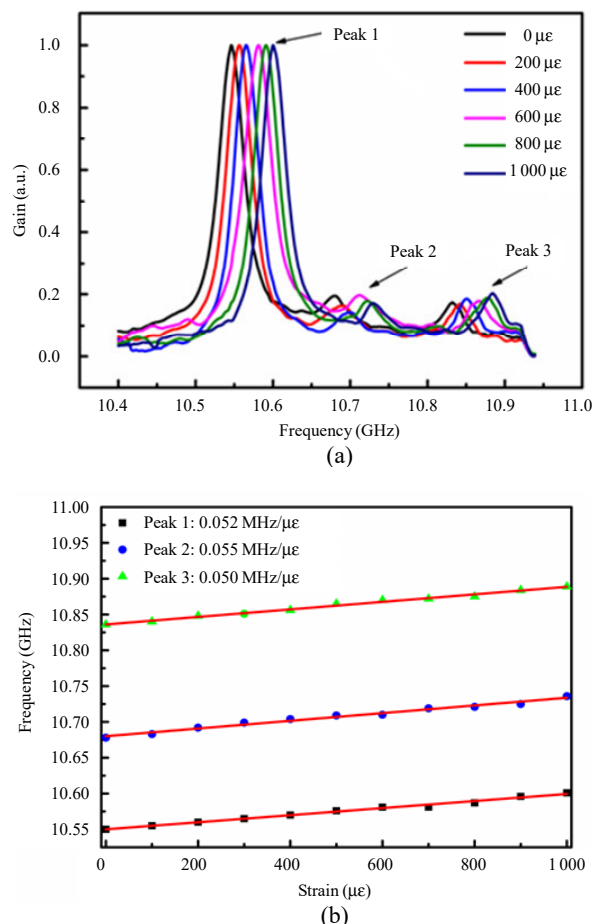 Peak 1
0 με
200 με
400 με
600 με
800 με
1 000 με
Peak 2
Peak 3
1.0
0.8
0.6
0.4
0.2
0.0
Gain (a.u.)
10.4 10.5 10.6 10.7 10.8 10.9 11.0
Frequency (GHz)
(a)
11.00
10.95
10.90
10.85
10.75
10.70
10.60
10.55
Frequency (GHz)
Peak 1: 0.052 MHz/με
Peak 2: 0.055 MHz/με
Peak 3: 0.050 MHz/με
0 200 400 600 800 1 000
Strain (με)
(b)